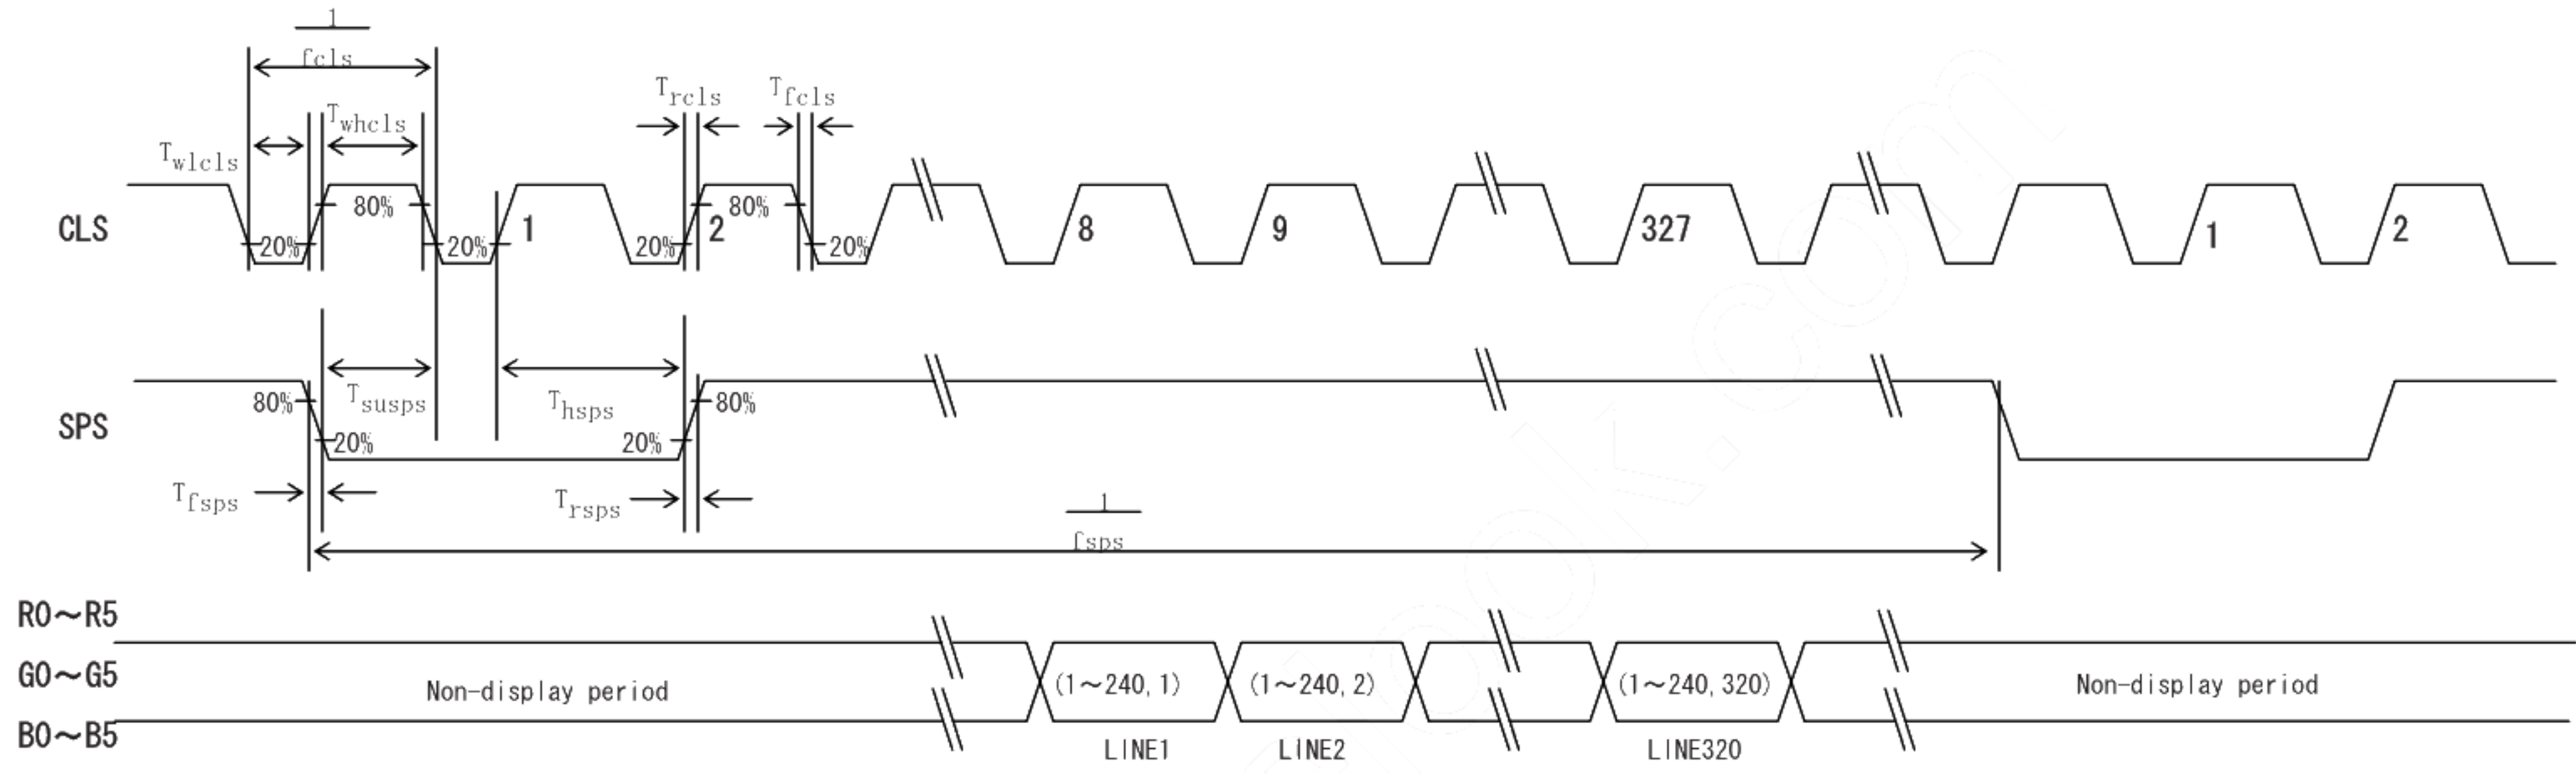 1
fcls
Trcls
Tfcls
Twhcls
Twlcls
CLS
20%
80%
20%
1
20%
2
80%
20%
8
9
327
1
2
SPS
80%
20%
Tsusps
Thsps
20%
80%
Tfsps
Trsps
1
fsps
R0~R5
G0~G5
B0~B5
Non-display period
(1~240,1)
(1~240,2)
(1~240,320)
Non-display period
LINE1
LINE2
LINE320